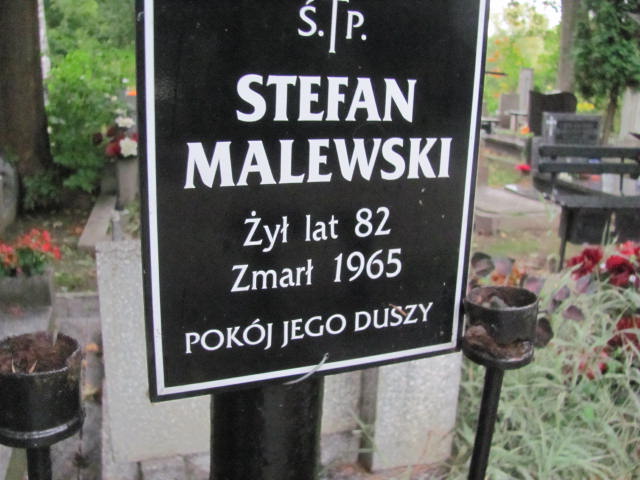 Ś. P.
STEFAN
MALEWSKI
Żył lat 82
Zmarł 1965
POKÓJ JEGO DUSZY